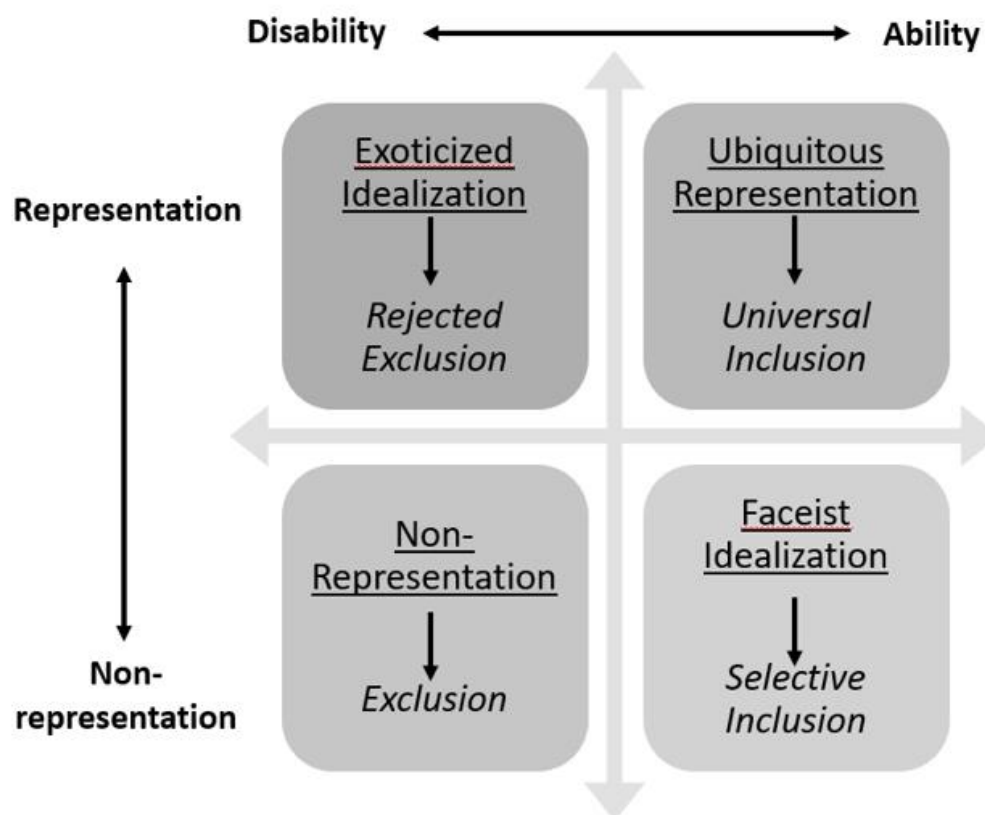 Disability
Ability
Representation
Exoticized
Idealization
Rejected
Exclusion
Ubiquitous
Representation
Universal
Inclusion
Non-
representation
Non-
Representation
Exclusion
Faceist
Idealization
Selective
Inclusion